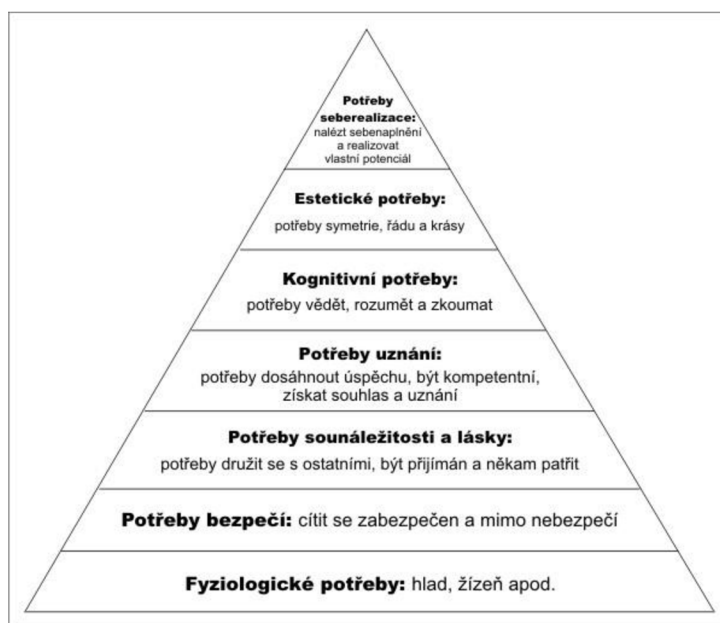 Potřeby
seberealizace:
nalézt sebenaplnění
a realizovat
vlastní potenciál
Estetické potřeby:
potřeby symetrie, řádu a krásy
Kognitivní potřeby:
potřeby vědět, rozumět a zkoumat
Potřeby uznání:
potřeby dosáhnout úspěchu, být kompetentní,
získat souhlas a uznání
Potřeby sounáležitosti a lásky:
potřeby družit se s ostatními, být přijímán a někam patřit
Potřeby bezpečí: cítit se zabezpečen a mimo nebezpečí
Fyziologické potřeby: hlad, žízeň apod.